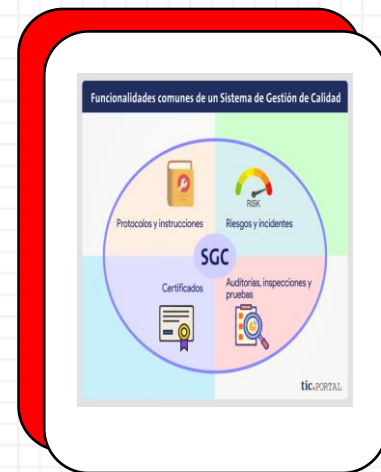 Funcionalidades comunes de un Sistema de Gestión de Calidad
RISK
Protocolos y instrucciones
Riesgos y incidentes
SGC
Certificados
Auditorías, inspecciones y
pruebas
tic.PORTAL